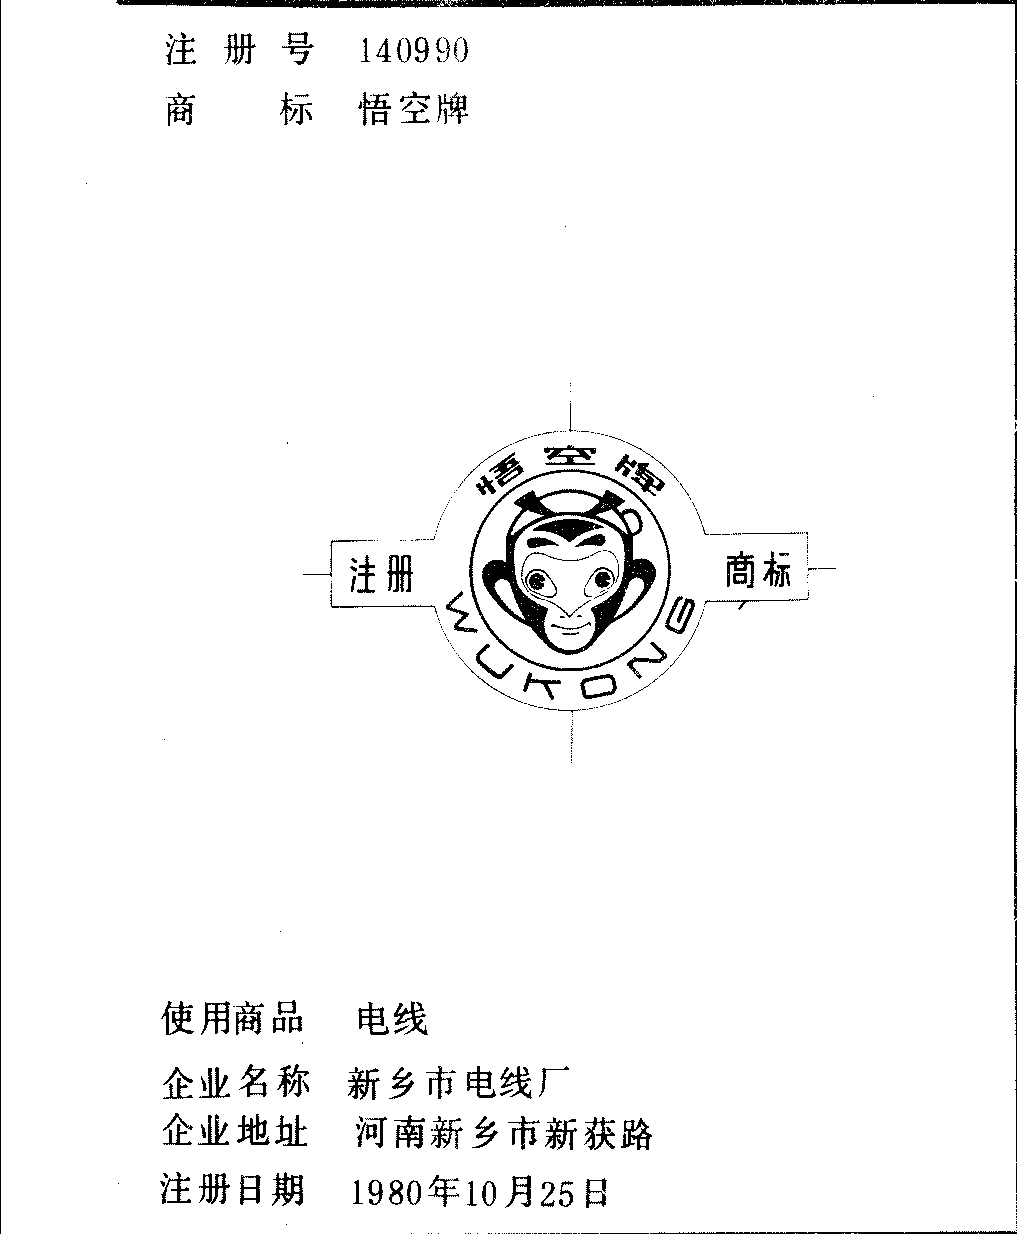 注册号 140990
商标 悟空牌
悟空牌
注册 商标
WUKONG
使用商品 电线
企业名称 新乡市电线厂
企业地址 河南新乡市新获路
注册日期 1980年10月25日